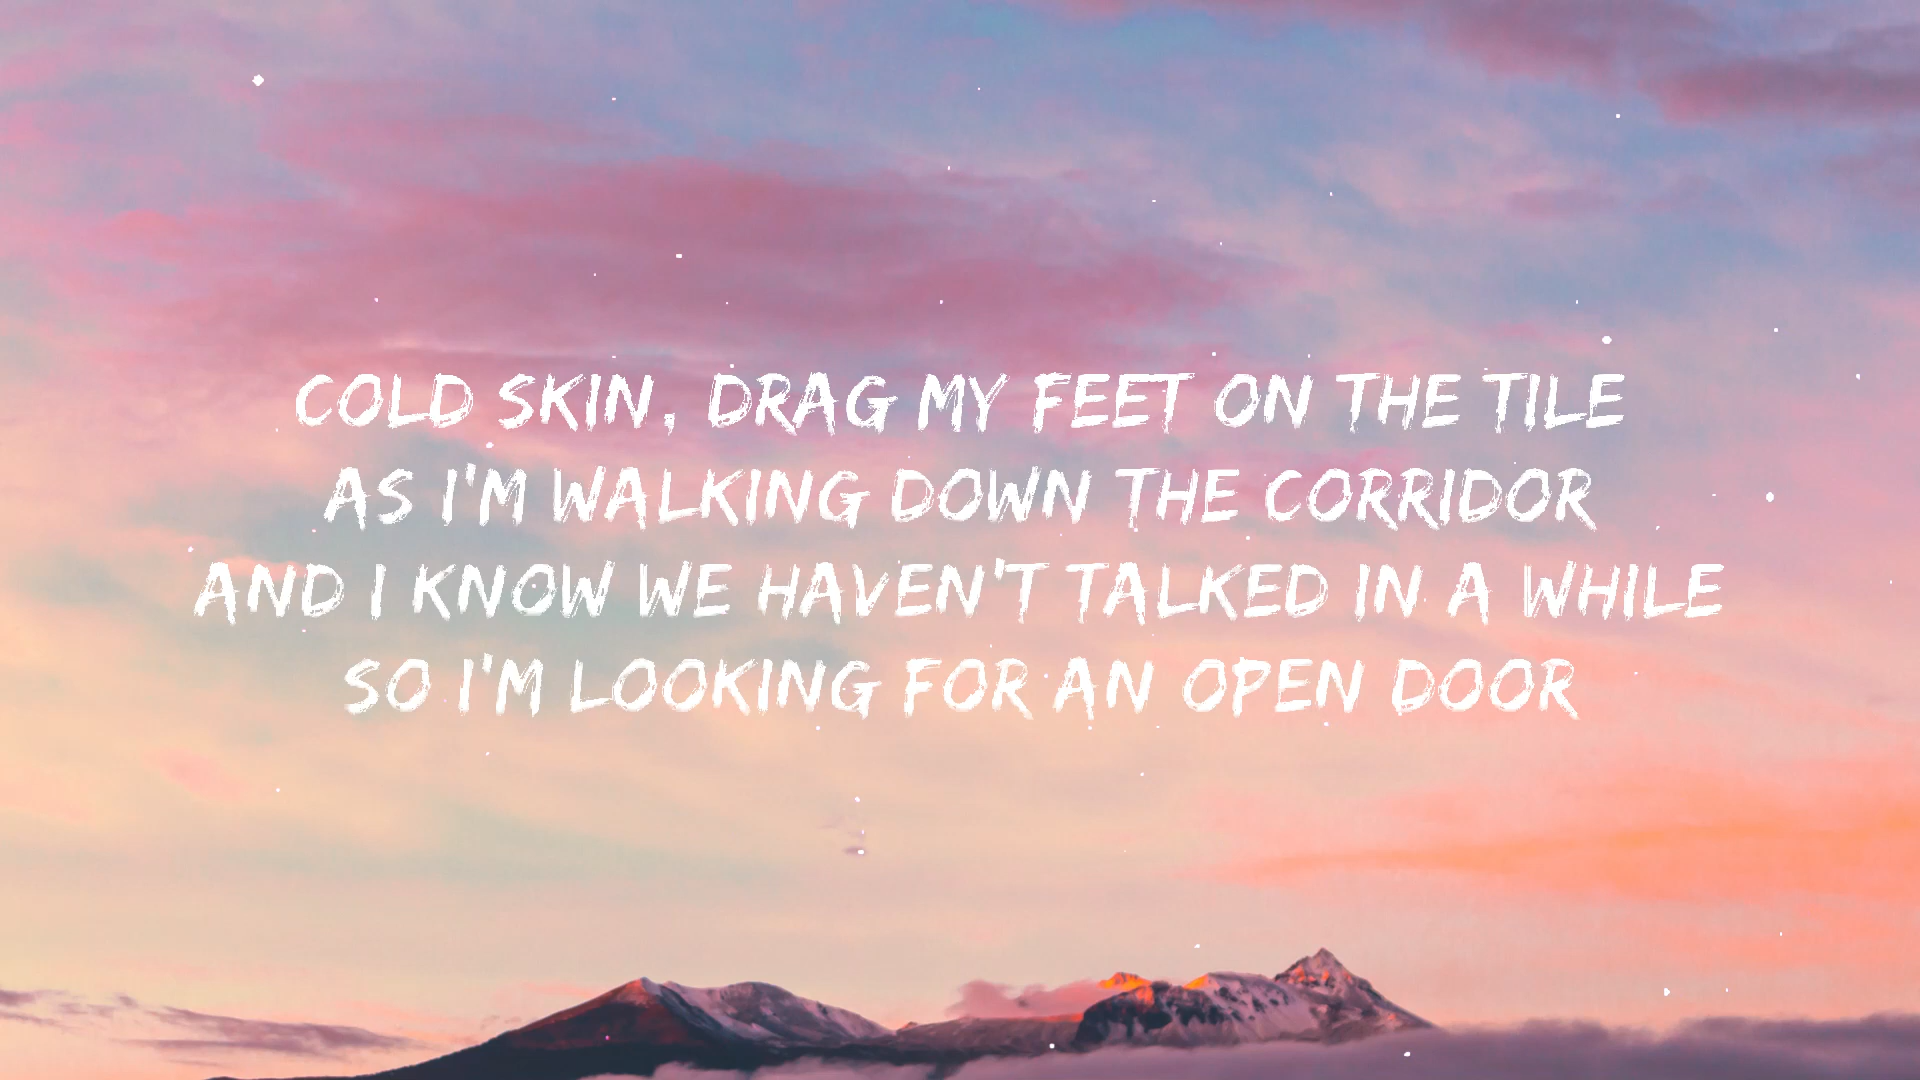 COLD SKIN, DRAG MY FEET ON THE TILE
AS I'M WALKING DOWN THE CORRIDOR
AND I KNOW WE HAVEN'T TALKED IN A WHILE
SO I'M LOOKING FOR AN OPEN DOOR